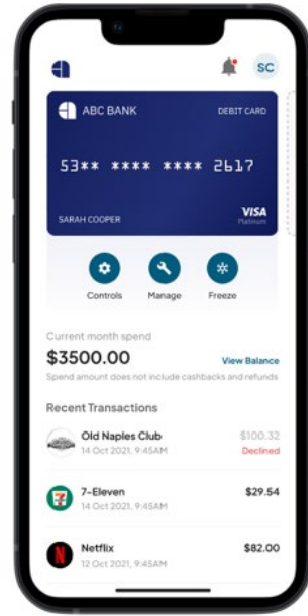 SC
ABC BANK
DEBIT CARD
53** **** **** 2617
SARAH COOPER
VISA
Platinum
Controls
Manage
Freeze
Current month spend
$3500.00
View Balance
Spend amount does not include cashbacks and refunds
Recent Transactions
Old Naples Club
$100.32
14 Oct 2021, 9:45AM
Declined
7-Eleven
$29.54
14 Oct 2021, 9:45AM
Netflix
$82.00
12 Oct 2021, 9:45AM